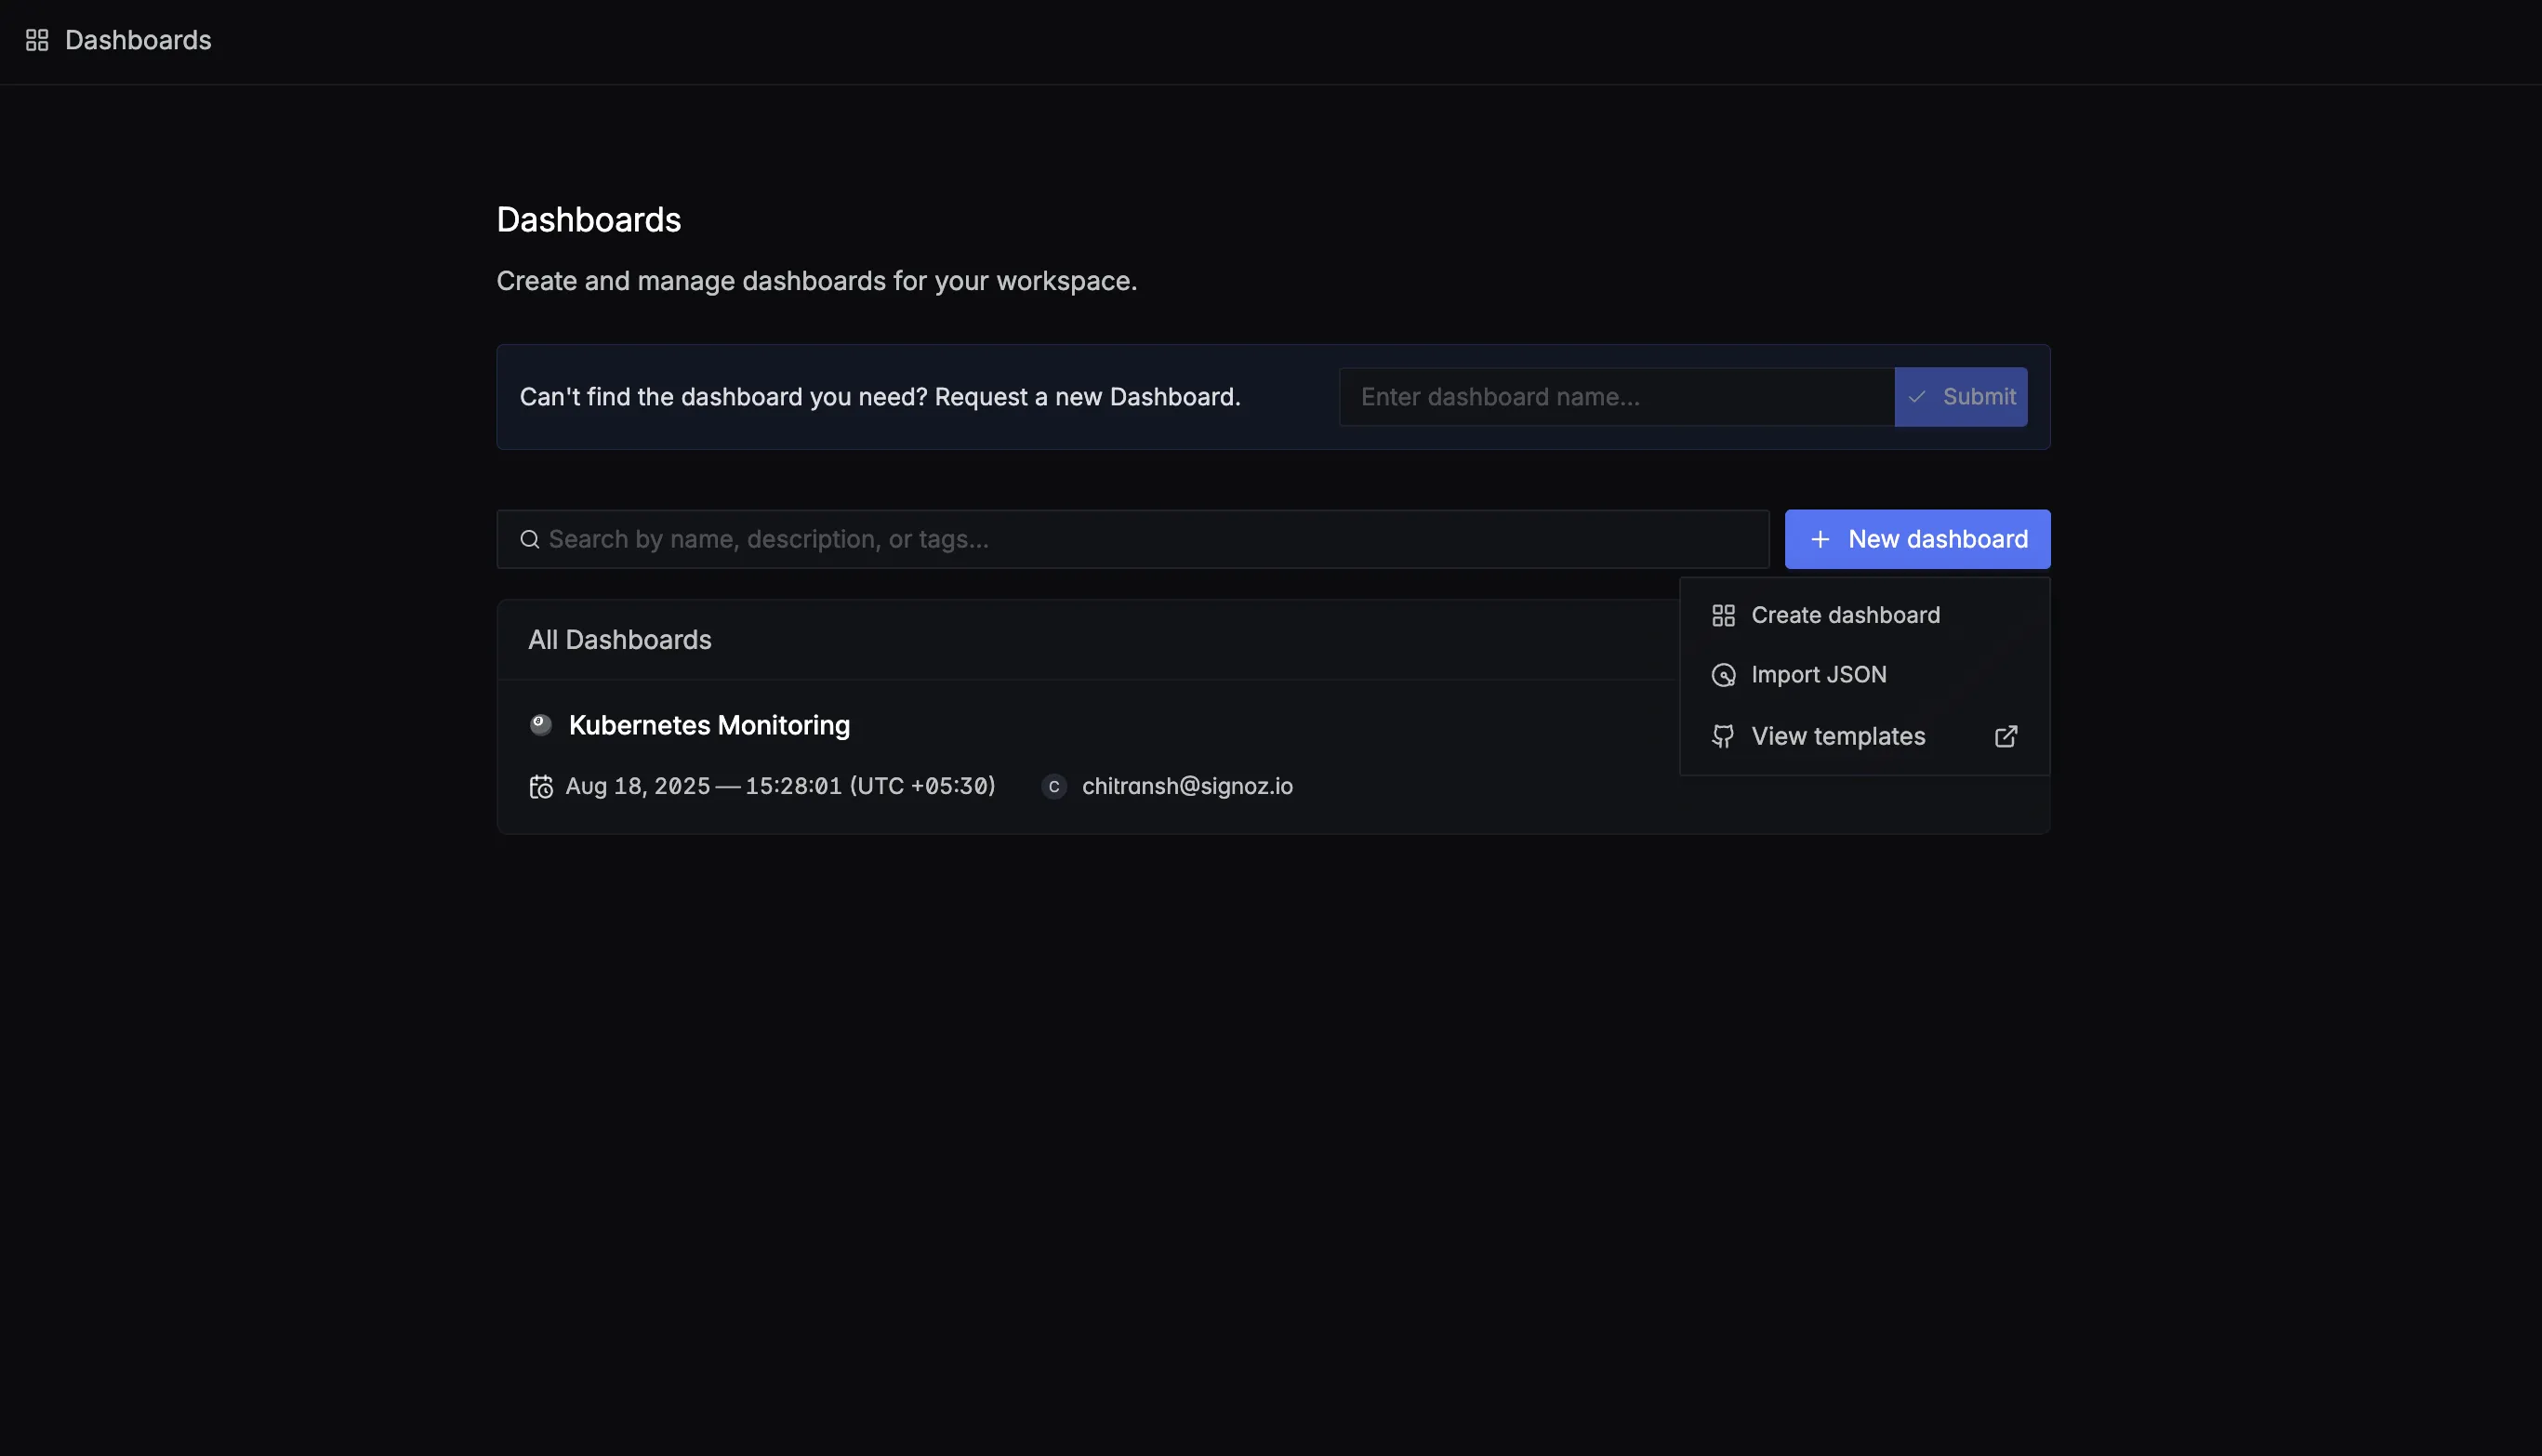 Dashboards
Dashboards
Create and manage dashboards for your workspace.
Can't find the dashboard you need? Request a new Dashboard.
Enter dashboard name...
Submit
Search by name, description, or tags...
New dashboard
Create dashboard
Import JSON
View templates
All Dashboards
Kubernetes Monitoring
Aug 18, 2025 — 15:28:01 (UTC +05:30)
C chitransh@signoz.io